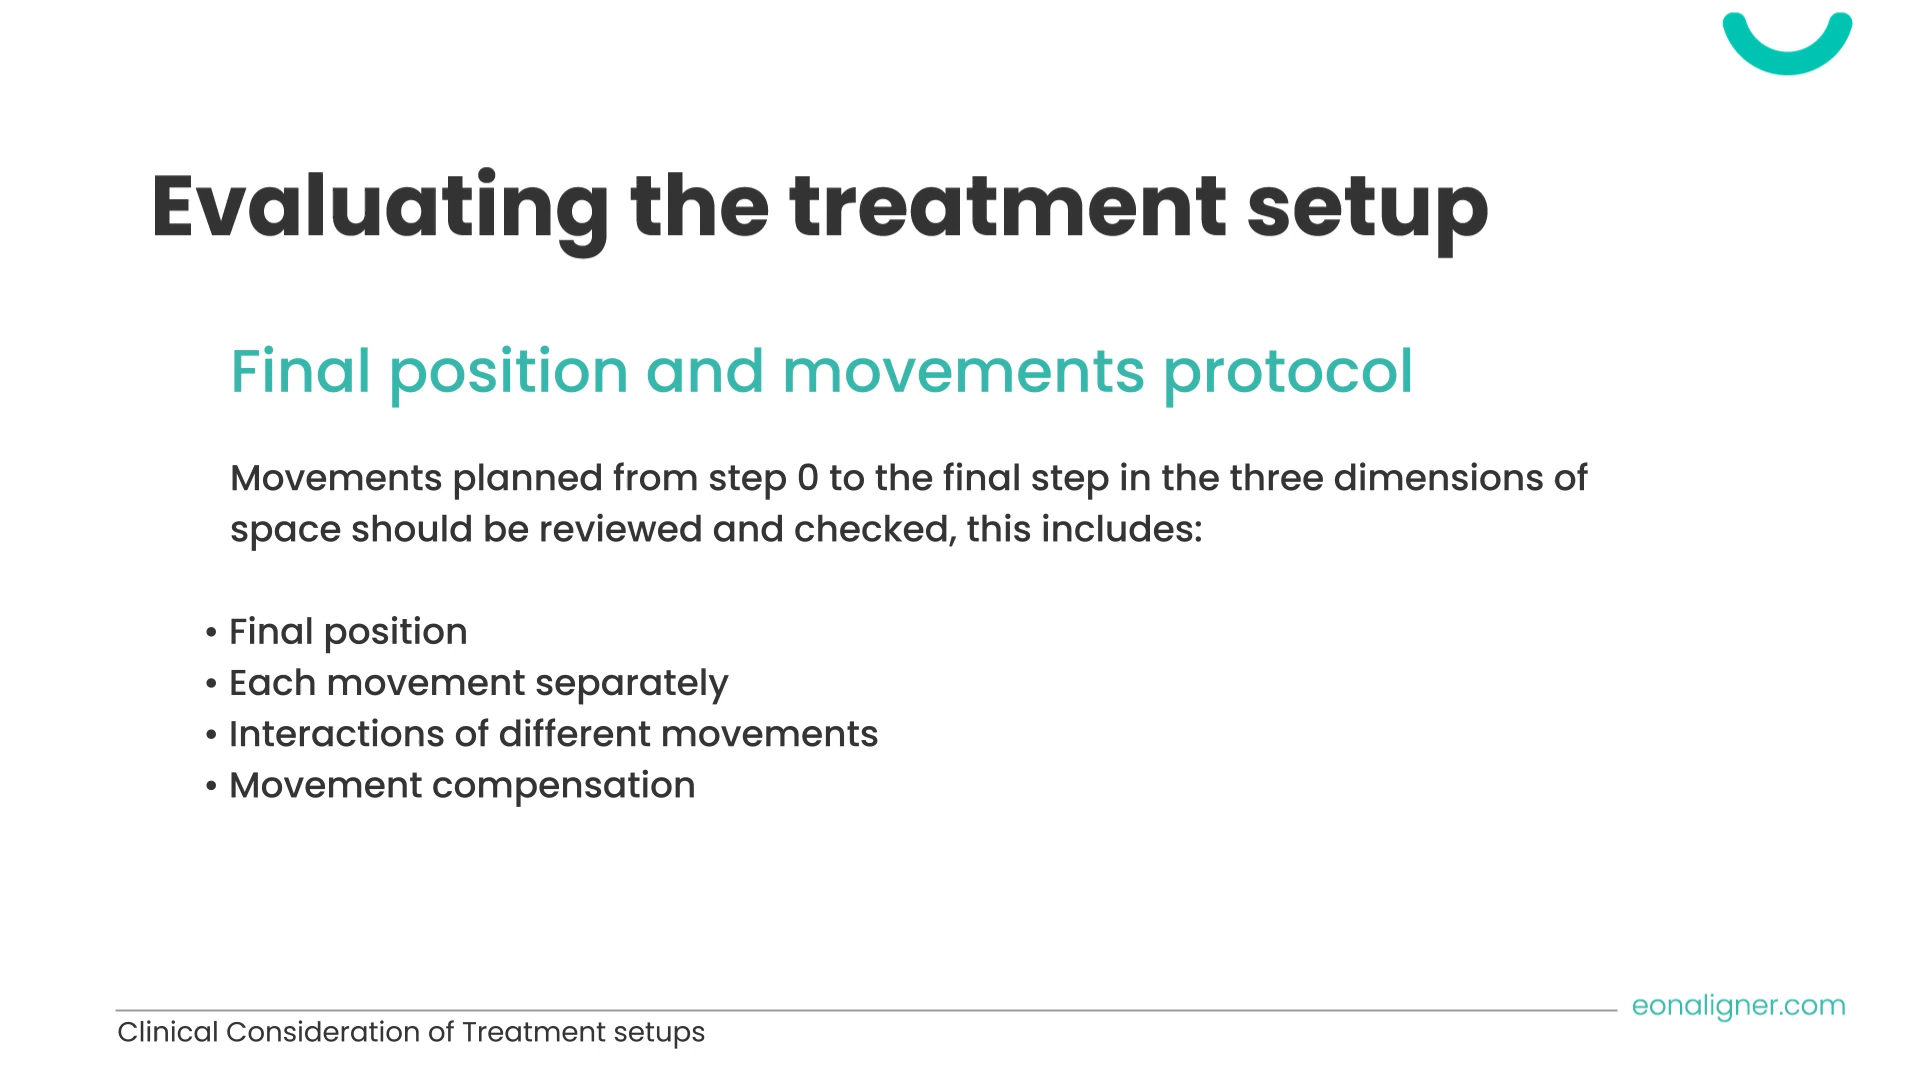 Evaluating the treatment setup
Final position and movements protocol
Movements planned from step 0 to the final step in the three dimensions of
space should be reviewed and checked, this includes:
• Final position
• Each movement separately
• Interactions of different movements
• Movement compensation
eonaligner.com
Clinical Consideration of Treatment setups